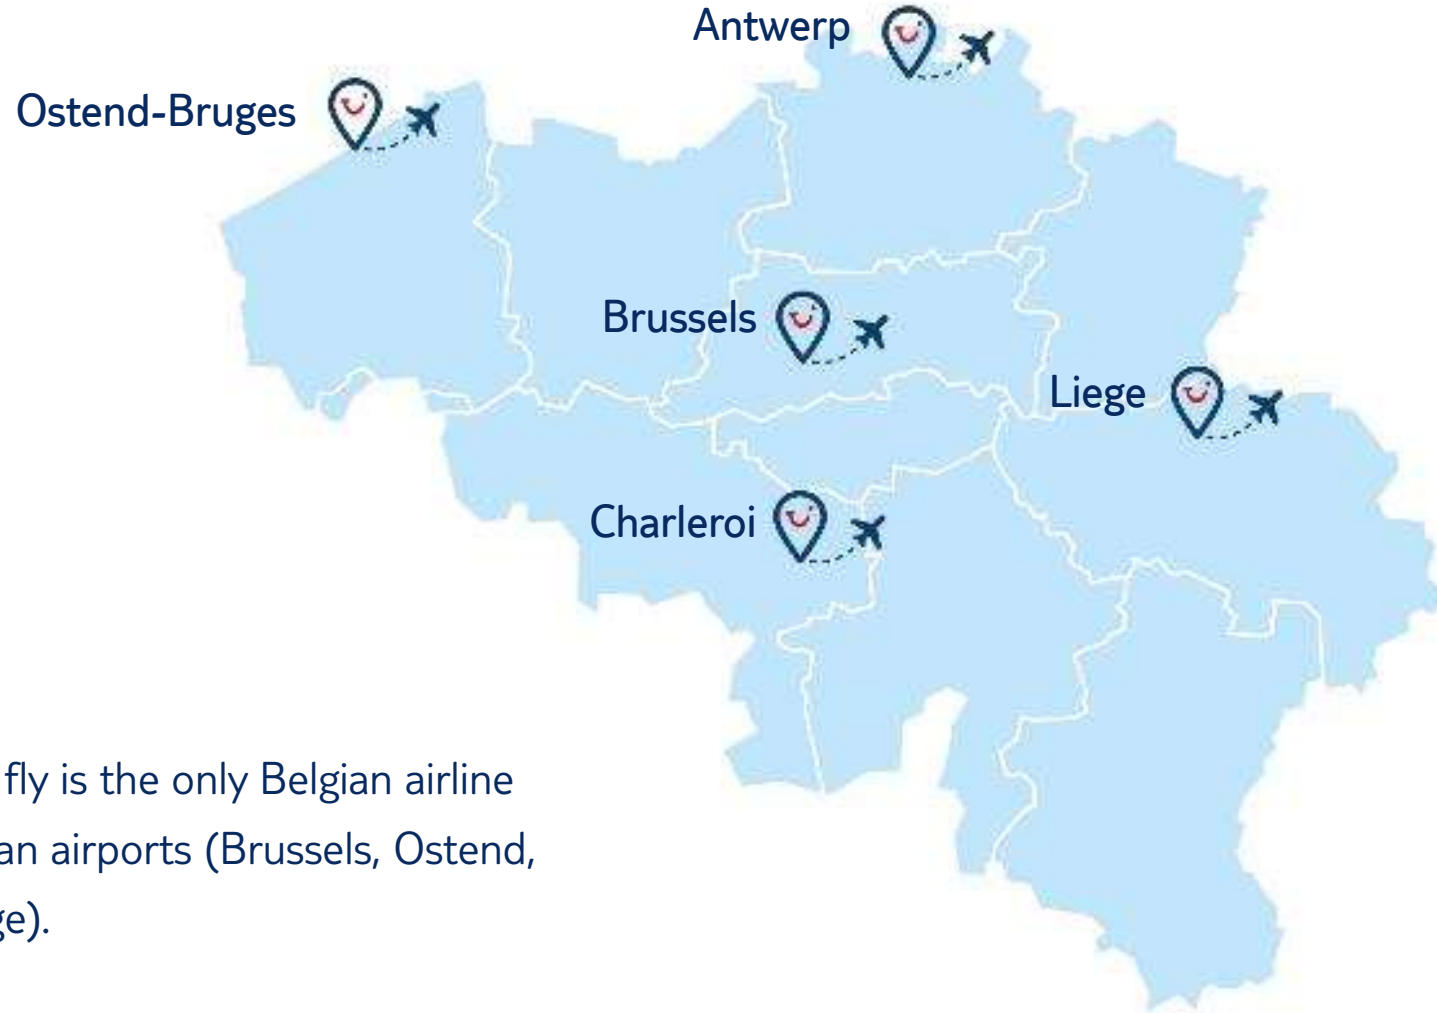 Antwerp
Ostend-Bruges
Brussels
Liege
Charleroi
fly is the only Belgian airline
an airports (Brussels, Ostend,
ge).